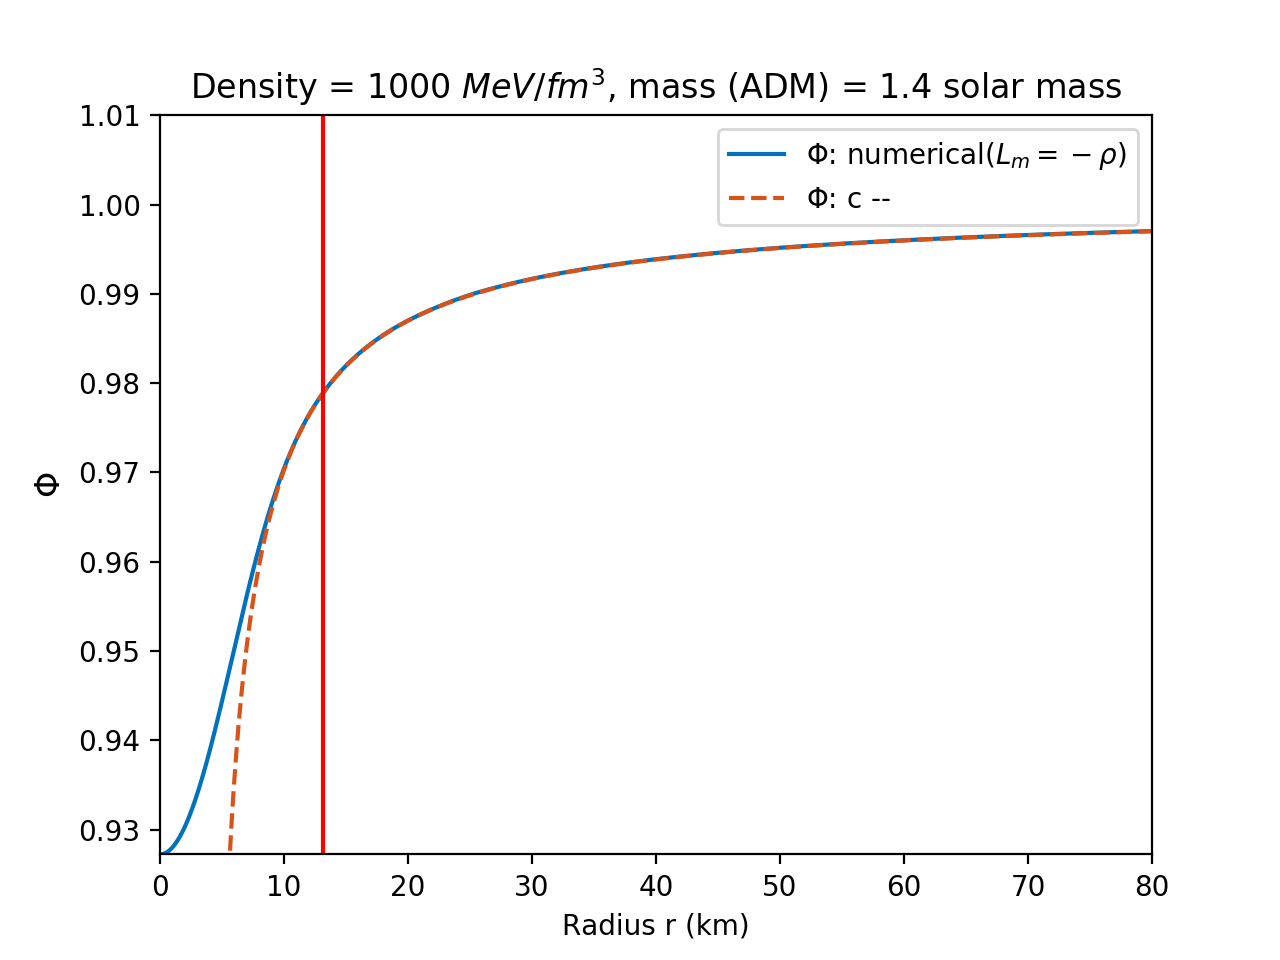 Density = 1000 MeV/fm³, mass (ADM) = 1.4 solar mass
1.01
1.00
0.99
0.98
0.97
0.96
0.95
0.94
0.93
Φ
Φ: numerical(Lₘ = − ρ)
Φ: c --
0 10 20 30 40 50 60 70 80
Radius r (km)